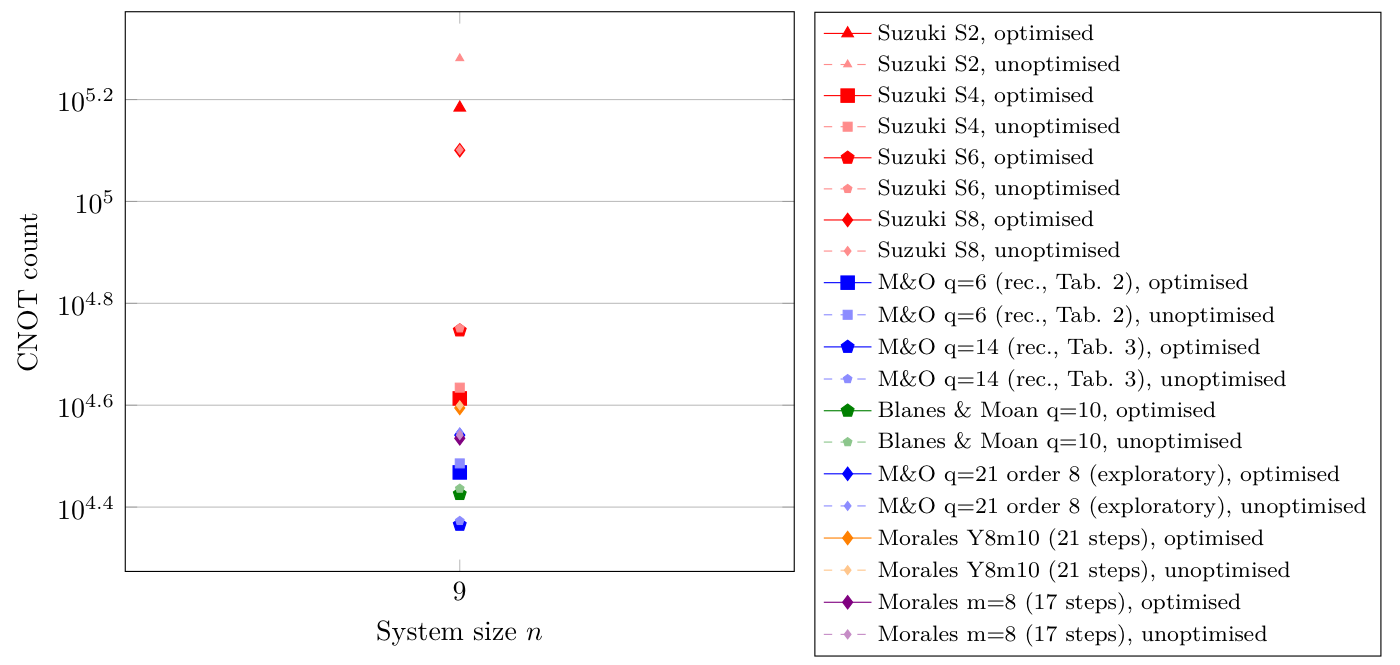 10^5.2
10^5
10^4.8
10^4.6
10^4.4
CNOT count
9
System size n
Suzuki S2, optimised
Suzuki S2, unoptimised
Suzuki S4, optimised
Suzuki S4, unoptimised
Suzuki S6, optimised
Suzuki S6, unoptimised
Suzuki S8, optimised
Suzuki S8, unoptimised
M&O q=6 (rec., Tab. 2), optimised
M&O q=6 (rec., Tab. 2), unoptimised
M&O q=14 (rec., Tab. 3), optimised
M&O q=14 (rec., Tab. 3), unoptimised
Blanes & Moan q=10, optimised
Blanes & Moan q=10, unoptimised
M&O q=21 order 8 (exploratory), optimised
M&O q=21 order 8 (exploratory), unoptimised
Morales Y8m10 (21 steps), optimised
Morales Y8m10 (21 steps), unoptimised
Morales m=8 (17 steps), optimised
Morales m=8 (17 steps), unoptimised